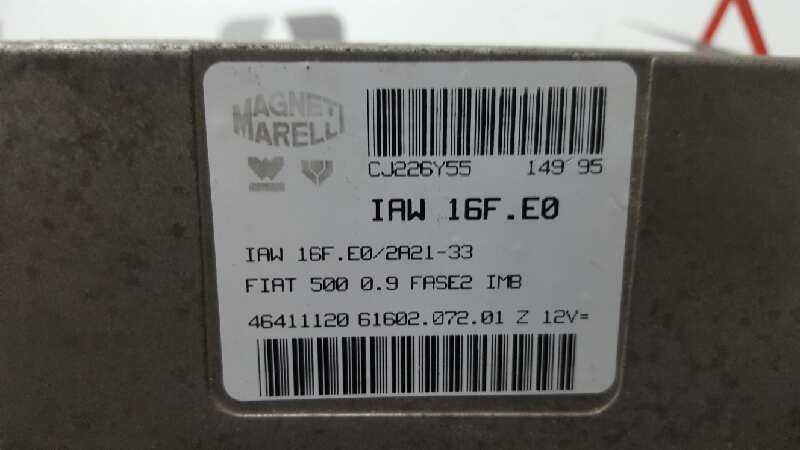 MAGNETI
MARELLI
CJ226Y55 149'95
IAW 16F.E0
IAW 16F.E0/2A21-33
FIAT 500 0.9 FASE2 IMB
46411120 61602.072.01 Z 12V=